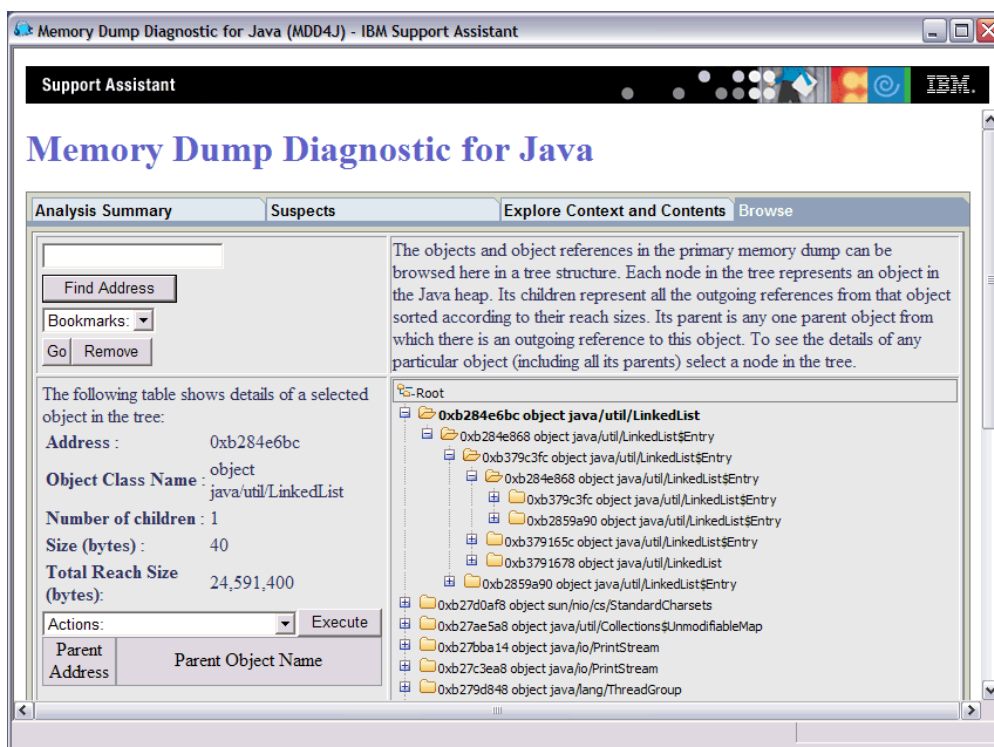 Memory Dump Diagnostic for Java (MDD4J) - IBM Support Assistant
Support Assistant
IBM.
Memory Dump Diagnostic for Java
Analysis Summary
Suspects
Explore Context and Contents
Browse
Find Address
Bookmarks:
Go
Remove
The objects and object references in the primary memory dump can be
browsed here in a tree structure. Each node in the tree represents an object in
the Java heap. Its children represent all the outgoing references from that object
sorted according to their reach sizes. Its parent is any one parent object from
which there is an outgoing reference to this object. To see the details of any
particular object (including all its parents) select a node in the tree.
The following table shows details of a selected
object in the tree:
Address : 0xb284e6bc
Object Class Name : object
java/util/LinkedList
Number of children : 1
Size (bytes) : 40
Total Reach Size
(bytes): 24,591,400
Actions:
Execute
Parent
Address
Parent Object Name
Root
0xb284e6bc object java/util/LinkedList
0xb284e868 object java/util/LinkedList$Entry
0xb379c3fc object java/util/LinkedList$Entry
0xb284e868 object java/util/LinkedList$Entry
0xb379c3fc object java/util/LinkedList$Entry
0xb2859a90 object java/util/LinkedList$Entry
0xb379165c object java/util/LinkedList$Entry
0xb3791678 object java/util/LinkedList
0xb2859a90 object java/util/LinkedList$Entry
0xb27d0af8 object sun/nio/cs/StandardCharsets
0xb27ae5a8 object java/util/Collections$UnmodifiableMap
0xb27bba14 object java/io/PrintStream
0xb27c3ea8 object java/io/PrintStream
0xb279d848 object java/lang/ThreadGroup